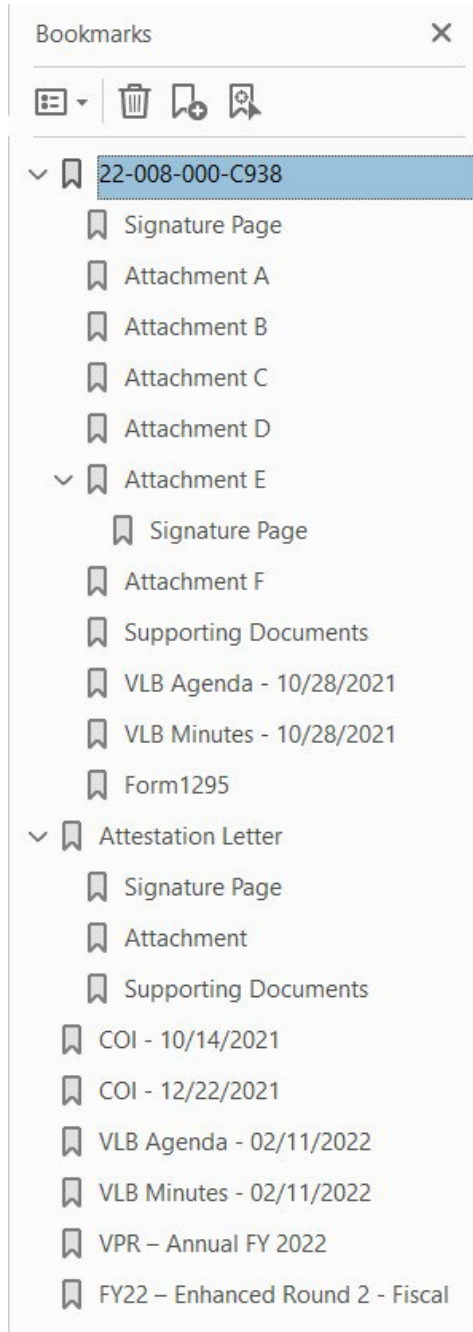 Bookmarks
22-008-000-C938
Signature Page
Attachment A
Attachment B
Attachment C
Attachment D
Attachment E
Signature Page
Attachment F
Supporting Documents
VLB Agenda - 10/28/2021
VLB Minutes - 10/28/2021
Form1295
Attestation Letter
Signature Page
Attachment
Supporting Documents
COI - 10/14/2021
COI - 12/22/2021
VLB Agenda - 02/11/2022
VLB Minutes - 02/11/2022
VPR – Annual FY 2022
FY22 – Enhanced Round 2 - Fiscal